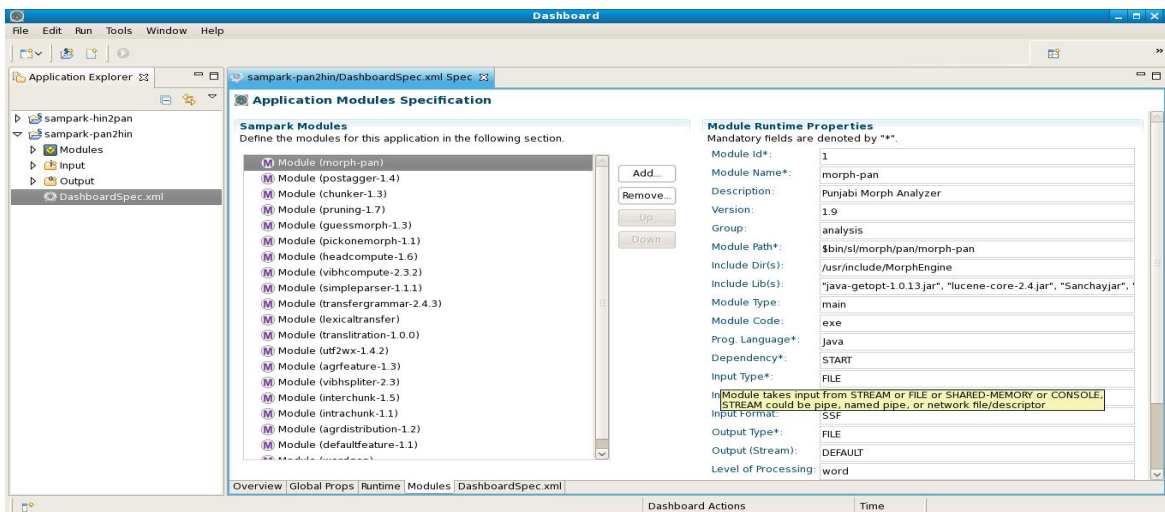 Dashboard
File Edit Run Tools Window Help
»
Application Explorer
sampark-hin2pan
sampark-pan2hin
Modules
Input
Output
DashboardSpec.xml
sampark-pan2hin/DashboardSpec.xml Spec
Application Modules Specification
Sampark Modules
Define the modules for this application in the following section.
Module (morph-pan)
Module (postagger-1.4)
Module (chunker-1.3)
Module (pruning-1.7)
Module (guessmorph-1.3)
Module (pickonemorph-1.1)
Module (headcompute-1.6)
Module (vibhcompute-2.3.2)
Module (simpleparser-1.1.1)
Module (transfergrammar-2.4.3)
Module (lexicaltransfer)
Module (translitration-1.0.0)
Module (utf2wx-1.4.2)
Module (agrfeature-1.3)
Module (vibhspliter-2.3)
Module (interchunk-1.5)
Module (intrachunk-1.1)
Module (agrdistribution-1.2)
Module (defaultfeature-1.1)
Add...
Remove...
Up
Down
Module Runtime Properties
Mandatory fields are denoted by "*".
Module Id*: 1
Module Name*: morph-pan
Description: Punjabi Morph Analyzer
Version: 1.9
Group: analysis
Module Path*: $bin/sl/morph/pan/morph-pan
Include Dir(s): /usr/include/MorphEngine
Include Lib(s): "java-getopt-1.0.13.jar", "lucene-core-2.4.jar", "Sanchay.jar", "
Module Type: main
Module Code: exe
Prog. Language*: Java
Dependency*: START
Input Type*: FILE
Module takes input from STREAM or FILE or SHARED-MEMORY or CONSOLE,
STREAM could be pipe, named pipe, or network file/descriptor
Input Format: SSF
Output Type*: FILE
Output (Stream): DEFAULT
Level of Processing: word
Overview Global Props Runtime Modules DashboardSpec.xml
Dashboard Actions Time